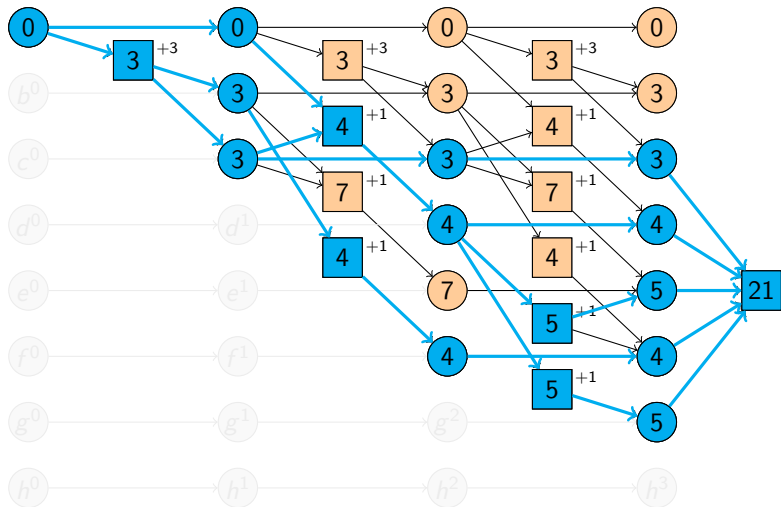 0 0 0 0
3 +3 3 +3 3 +3
b⁰ 3 3 3
4 +1 4 +1
c⁰ 3 3 3
7 +1 7 +1
d⁰ d¹ 4 4
4 +1 4 +1
e⁰ e¹ 7 5 21
5 +1
f⁰ f¹ 4 4
5 +1
g⁰ g¹ g² 5
h⁰ h¹ h² h³